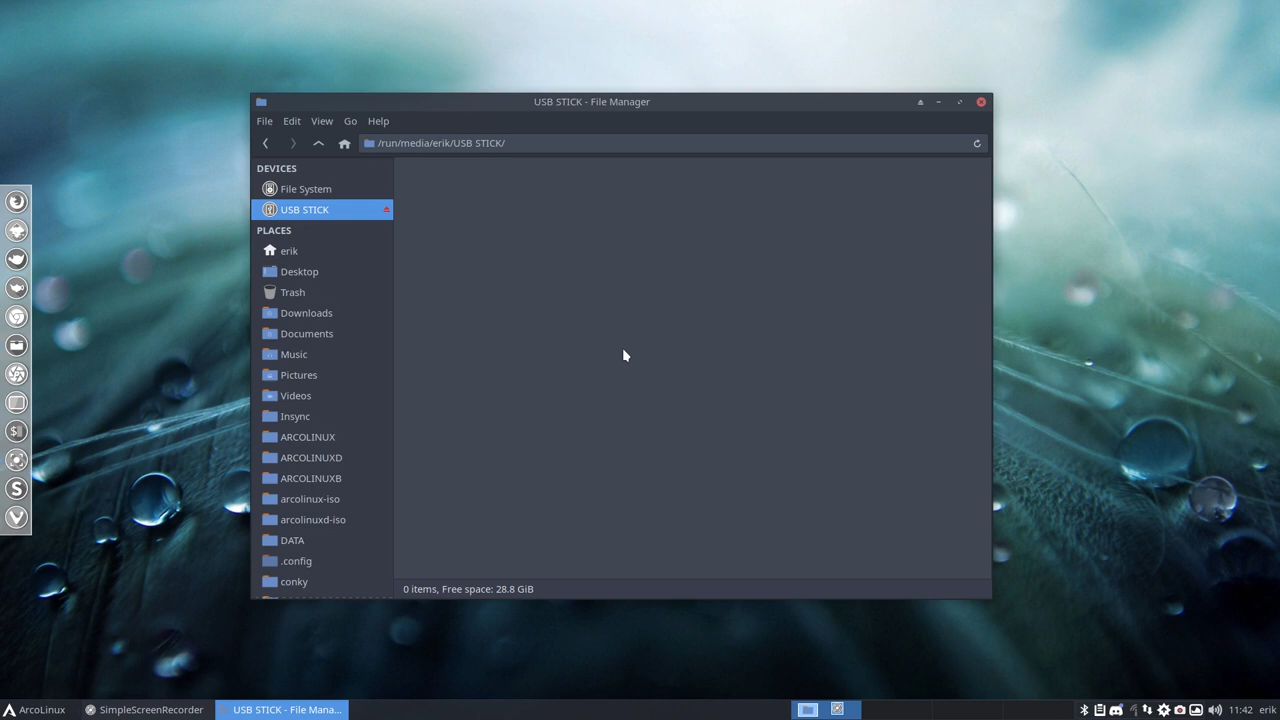 USB STICK - File Manager
File Edit View Go Help
/run/media/erik/USB STICK/
DEVICES
File System
USB STICK
PLACES
erik
Desktop
Trash
Downloads
Documents
Music
Pictures
Videos
Insync
ARCOLINUX
ARCOLINUXD
ARCOLINUXB
arcolinux-iso
arcolinuxd-iso
DATA
.config
conky
0 items, Free space: 28.8 GiB
ArcoLinux SimpleScreenRecorder USB STICK - File Mana... 11:42 erik